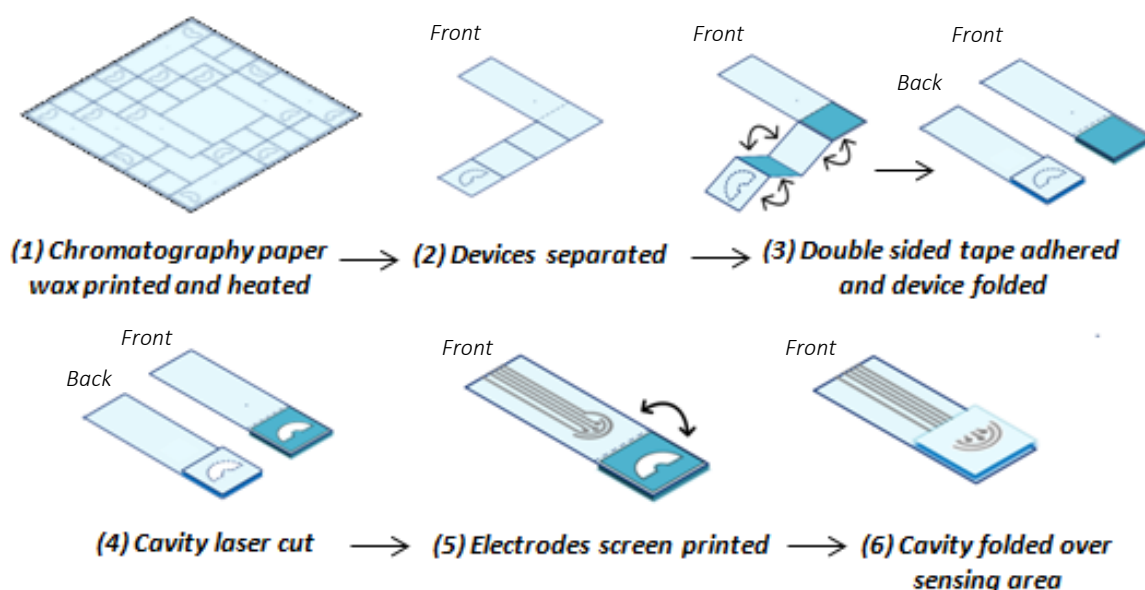 Front
Front
Front
Back
(1) Chromatography paper
wax printed and heated
(2) Devices separated
(3) Double sided tape adhered
and device folded
Front
Back
Front
Front
(4) Cavity laser cut
(5) Electrodes screen printed
(6) Cavity folded over
sensing area